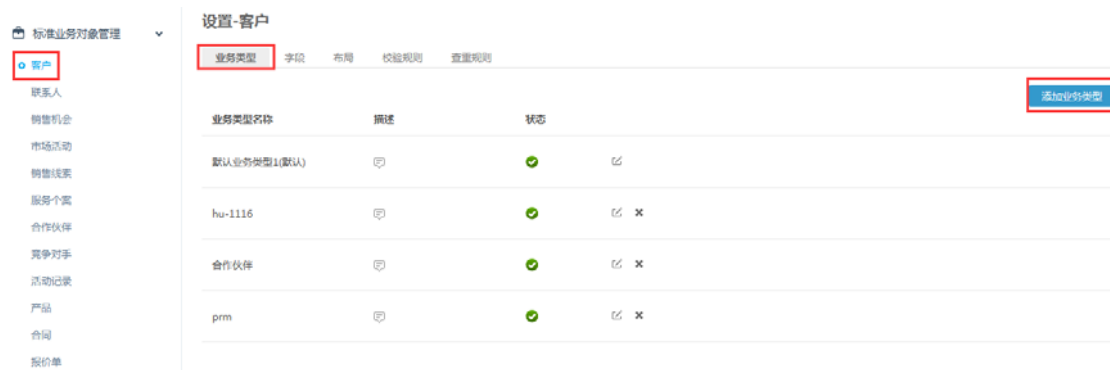 标准业务对象管理
客户
联系人
销售机会
市场活动
销售线索
服务个案
合作伙伴
竞争对手
活动记录
产品
合同
报价单
设置-客户
业务类型 字段 布局 校验规则 查重规则
添加业务类型
业务类型名称 描述 状态
默认业务类型1(默认)
hu-1116
合作伙伴
prm